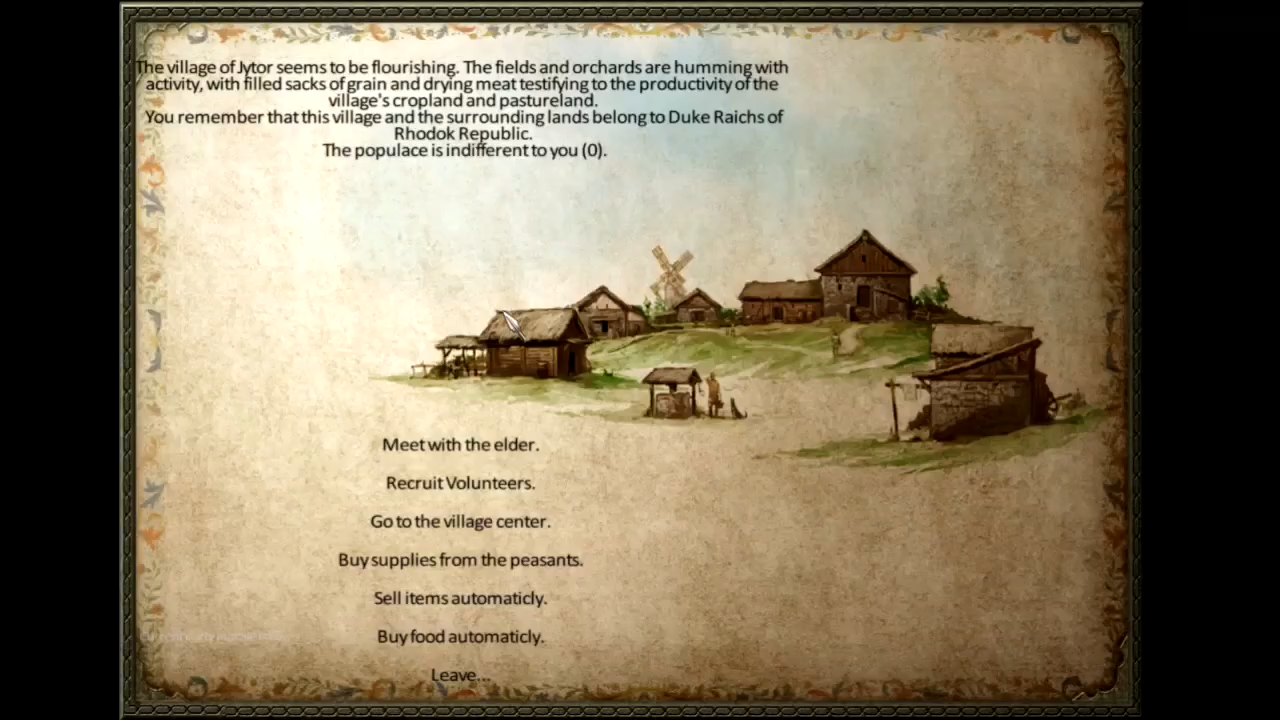 The village of Jytor seems to be flourishing. The fields and orchards are humming with
activity, with filled sacks of grain and drying meat testifying to the productivity of the
village's cropland and pastureland.
You remember that this village and the surrounding lands belong to Duke Raichs of
Rhodok Republic.
The populace is indifferent to you (0).
Meet with the elder.
Recruit Volunteers.
Go to the village center.
Buy supplies from the peasants.
Sell items automaticly.
Buy food automaticly.
Leave...